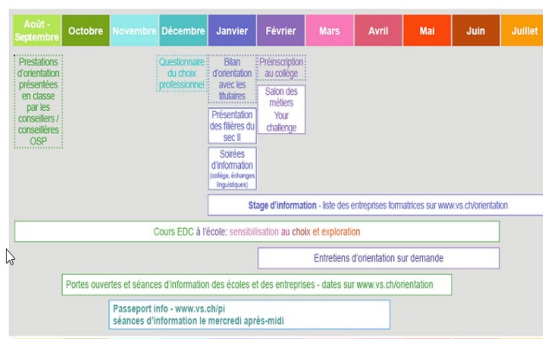 Août -
Septembre
Octobre
Novembre
Décembre
Janvier
Février
Mars
Avril
Mai
Juin
Juillet
Prestations
d'orientation
présentées
en classe
par les
conseillers /
conseillères
OSP
Questionnaire
du choix
professionnel
Bilan
d'orientation
avec les
titulaires
Préinscription
au collège
Salon des
métiers
Your
challenge
Présentation
des filières du
sec II
Soirées
d'information
(collège, échanges
linguistiques)
Stage d'information - liste des entreprises formatrices sur www.vs.ch/orientation
Cours EDC à l'école: sensibilisation au choix et exploration
Entretiens d'orientation sur demande
Portes ouvertes et séances d'information des écoles et des entreprises - dates sur www.vs.ch/orientation
Passeport info - www.vs.ch/pi
séances d'information le mercredi après-midi